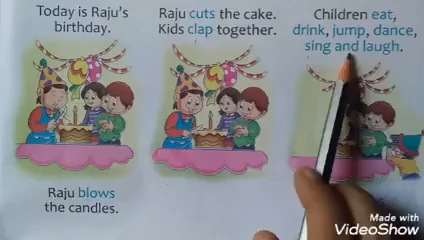 Today is Raju's
birthday.
Raju blows
the candles.
Raju cuts the cake.
Kids clap together.
Children eat,
drink, jump, dance,
sing and laugh.
Made with
VideoShow